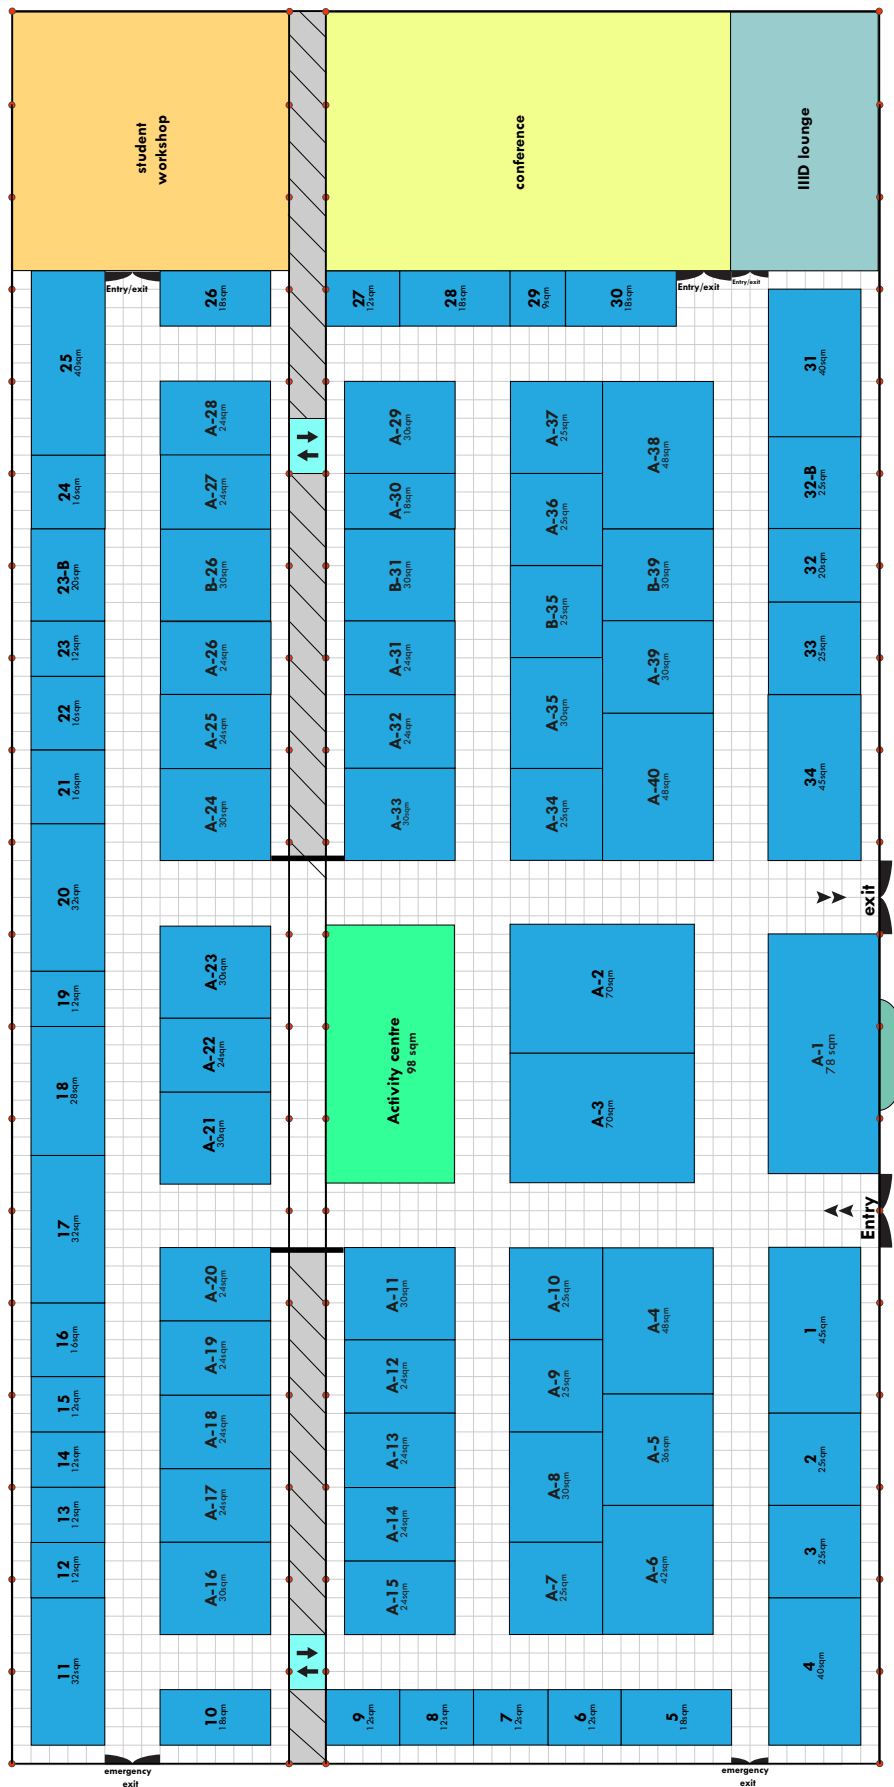 student
workshop
conference
IIID lounge
Entry/exit
Entry/exit
Entry/exit
25
40sqm
26
18sqm
27
12sqm
28
18sqm
29
9sqm
30
18sqm
31
40sqm
24
16sqm
A-28
24sqm
A-29
30sqm
A-37
25sqm
A-38
48sqm
32-B
25sqm
A-27
24sqm
A-30
18sqm
A-36
25sqm
23-B
20sqm
B-26
30sqm
B-31
30sqm
B-35
25sqm
B-39
30sqm
32
20sqm
23
12sqm
A-26
24sqm
A-31
24sqm
A-39
30sqm
33
25sqm
22
16sqm
A-25
24sqm
A-32
24sqm
A-35
30sqm
21
16sqm
A-24
30sqm
A-33
30sqm
A-34
25sqm
A-40
48sqm
34
45sqm
20
32sqm
exit
19
12sqm
A-23
30sqm
A-2
70sqm
18
28sqm
A-22
24sqm
Activity centre
98 sqm
A-1
78 sqm
A-21
30sqm
A-3
70sqm
17
32sqm
Entry
16
16sqm
A-20
24sqm
A-11
30sqm
A-10
25sqm
A-4
48sqm
1
45sqm
15
12sqm
A-19
24sqm
A-12
24sqm
A-9
25sqm
14
12sqm
A-18
24sqm
A-13
24sqm
A-5
36sqm
2
25sqm
13
12sqm
A-17
24sqm
A-14
24sqm
A-8
30sqm
3
25sqm
12
12sqm
A-16
30sqm
A-15
24sqm
A-7
25sqm
A-6
42sqm
11
32sqm
4
40sqm
10
18sqm
9
12sqm
8
12sqm
7
12sqm
6
12sqm
5
18sqm
emergency
exit
emergency
exit